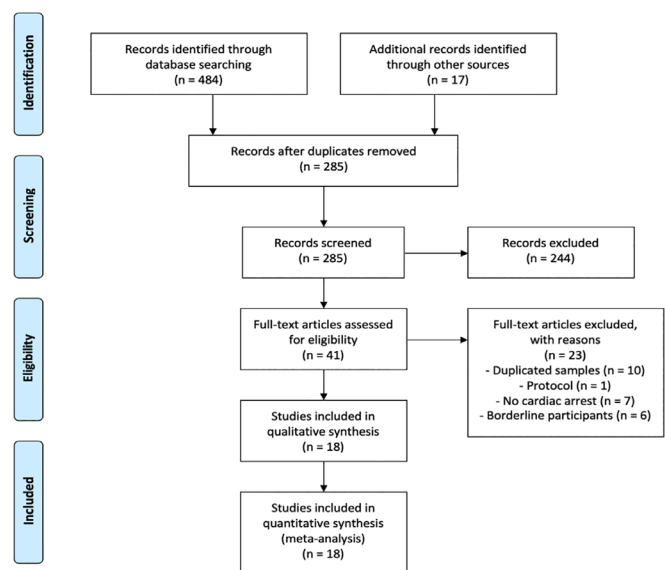 Identification
Records identified through
database searching
(n = 484)
Additional records identified
through other sources
(n = 17)
Records after duplicates removed
(n = 285)
Screening
Records screened
(n = 285)
Records excluded
(n = 244)
Eligibility
Full-text articles assessed
for eligibility
(n = 41)
Full-text articles excluded,
with reasons
(n = 23)
- Duplicated samples (n = 10)
- Protocol (n = 1)
- No cardiac arrest (n = 7)
- Borderline participants (n = 6)
Studies included in
qualitative synthesis
(n = 18)
Included
Studies included in
quantitative synthesis
(meta-analysis)
(n = 18)